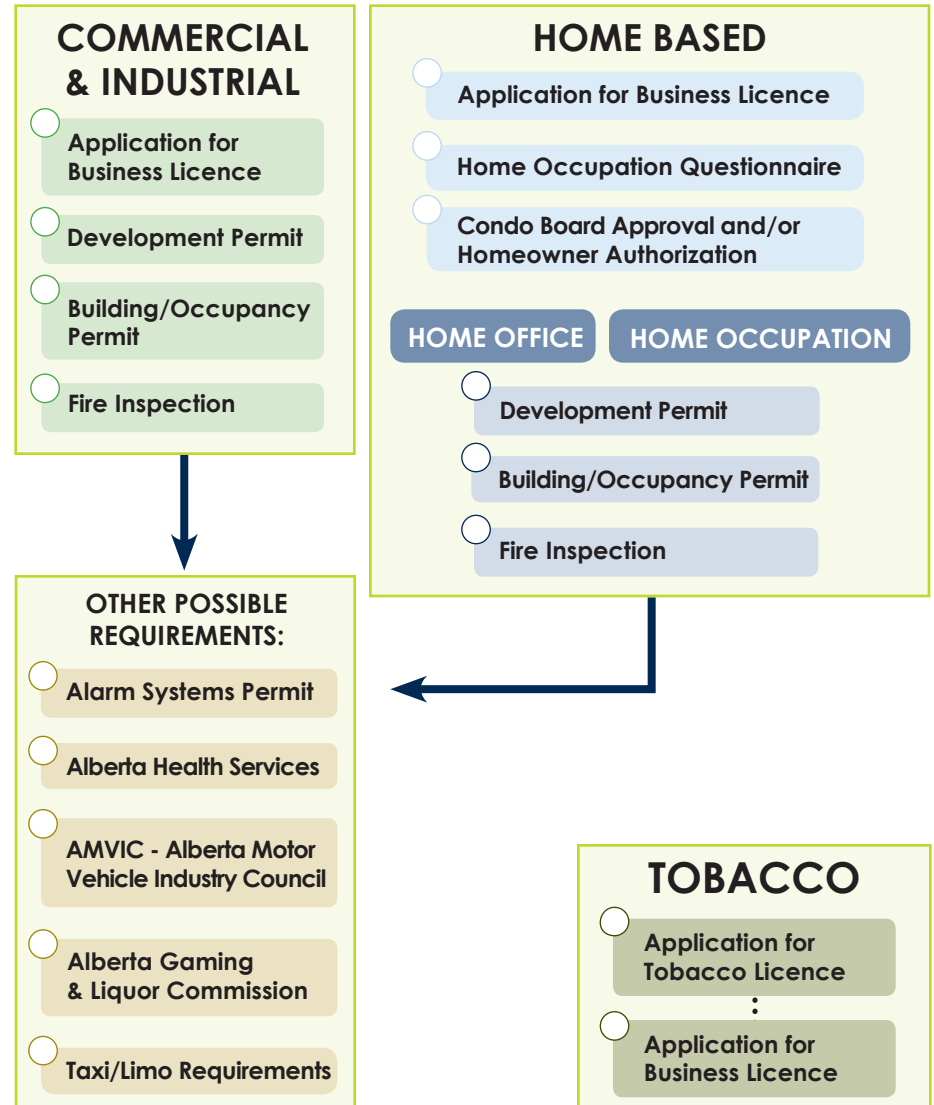 COMMERCIAL
& INDUSTRIAL
Application for
Business Licence
Development Permit
Building/Occupancy
Permit
Fire Inspection
HOME BASED
Application for Business Licence
Home Occupation Questionnaire
Condo Board Approval and/or
Homeowner Authorization
HOME OFFICE
HOME OCCUPATION
Development Permit
Building/Occupancy Permit
Fire Inspection
OTHER POSSIBLE
REQUIREMENTS:
Alarm Systems Permit
Alberta Health Services
AMVIC - Alberta Motor
Vehicle Industry Council
Alberta Gaming
& Liquor Commission
Taxi/Limo Requirements
TOBACCO
Application for
Tobacco Licence
:
Application for
Business Licence